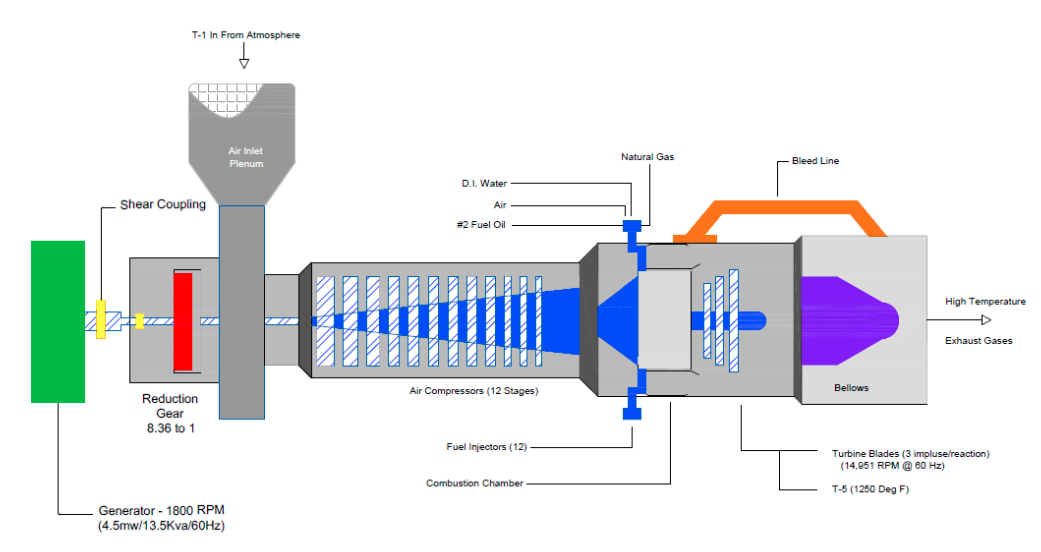 T-1 In From Atmosphere
Air Inlet
Plenum
Shear Coupling
Natural Gas
D.I. Water
Air
#2 Fuel Oil
Bleed Line
High Temperature
Exhaust Gases
Reduction
Gear
8.36 to 1
Air Compressors (12 Stages)
Bellows
Fuel Injectors (12)
Combustion Chamber
Turbine Blades (3 impluse/reaction)
(14,951 RPM @ 60 Hz)
T-5 (1250 Deg F)
Generator - 1800 RPM
(4.5mw/13.5Kva/60Hz)